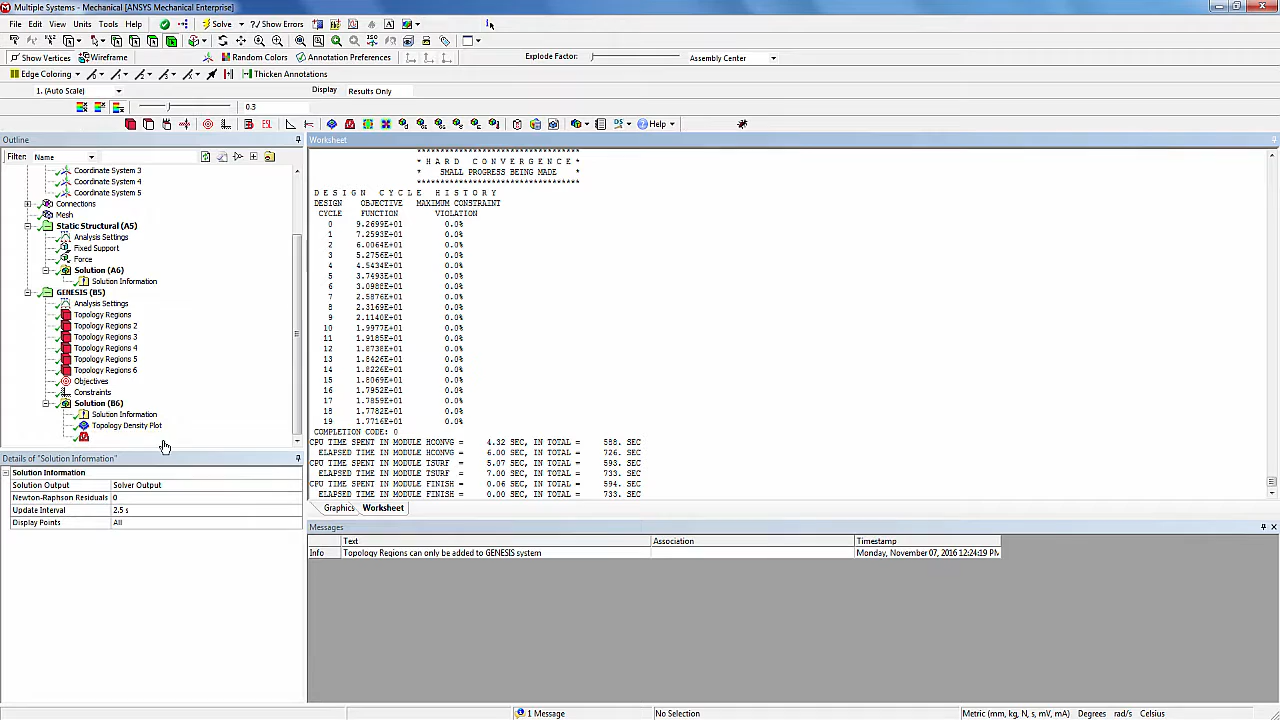 Multiple Systems - Mechanical [ANSYS Mechanical Enterprise]
File Edit View Units Tools Help Solve ?/ Show Errors
Show Vertices Wireframe Random Colors Annotation Preferences Explode Factor: Assembly Center
Edge Coloring Thicken Annotations
1. (Auto Scale) Display Results Only
0.3
Help
Outline
Filter: Name
Coordinate System 3
Coordinate System 4
Coordinate System 5
Connections
Mesh
Static Structural (A5)
Analysis Settings
Fixed Support
Force
Solution (A6)
Solution Information
GENESIS (B5)
Analysis Settings
Topology Regions
Topology Regions 2
Topology Regions 3
Topology Regions 4
Topology Regions 5
Topology Regions 6
Objectives
Constraints
Solution (B6)
Solution Information
Topology Density Plot
Details of "Solution Information"
Solution Information
Solution Output Solver Output
Newton-Raphson Residuals 0
Update Interval 2.5 s
Display Points All
Worksheet
*******************************
* H A R D   C O N V E R G E N C E *
* SMALL PROGRESS BEING MADE *
*******************************
D E S I G N   C Y C L E   H I S T O R Y
DESIGN OBJECTIVE MAXIMUM CONSTRAINT
CYCLE FUNCTION VIOLATION
0 9.2699E+01 0.0%
1 7.2593E+01 0.0%
2 6.0064E+01 0.0%
3 5.2756E+01 0.0%
4 4.5434E+01 0.0%
5 3.7493E+01 0.0%
6 3.0988E+01 0.0%
7 2.5876E+01 0.0%
8 2.3169E+01 0.0%
9 2.1140E+01 0.0%
10 1.9977E+01 0.0%
11 1.9185E+01 0.0%
12 1.8738E+01 0.0%
13 1.8426E+01 0.0%
14 1.8226E+01 0.0%
15 1.8069E+01 0.0%
16 1.7952E+01 0.0%
17 1.7859E+01 0.0%
18 1.7782E+01 0.0%
19 1.7716E+01 0.0%
COMPLETION CODE: 0
CPU TIME SPENT IN MODULE HCONVG = 4.32 SEC, IN TOTAL = 588. SEC
ELAPSED TIME IN MODULE HCONVG = 6.00 SEC, IN TOTAL = 726. SEC
CPU TIME SPENT IN MODULE TSURF = 5.07 SEC, IN TOTAL = 593. SEC
ELAPSED TIME IN MODULE TSURF = 7.00 SEC, IN TOTAL = 733. SEC
CPU TIME SPENT IN MODULE FINISH = 0.06 SEC, IN TOTAL = 594. SEC
ELAPSED TIME IN MODULE FINISH = 0.00 SEC, IN TOTAL = 733. SEC
Graphics Worksheet
Messages
Text Association Timestamp
Info Topology Regions can only be added to GENESIS system Monday, November 07, 2016 12:24:19 PM
1 Message No Selection Metric (mm, kg, N, s, mV, mA) Degrees rad/s Celsius